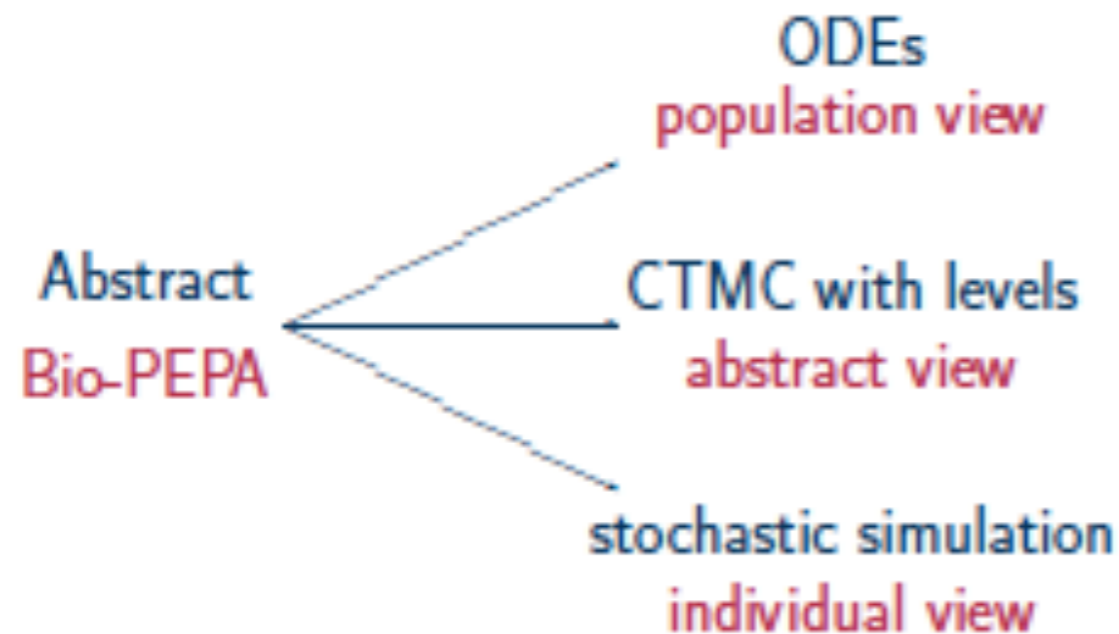 ODEs
population view
Abstract
Bio-PEPA
CTMC with levels
abstract view
stochastic simulation
individual view